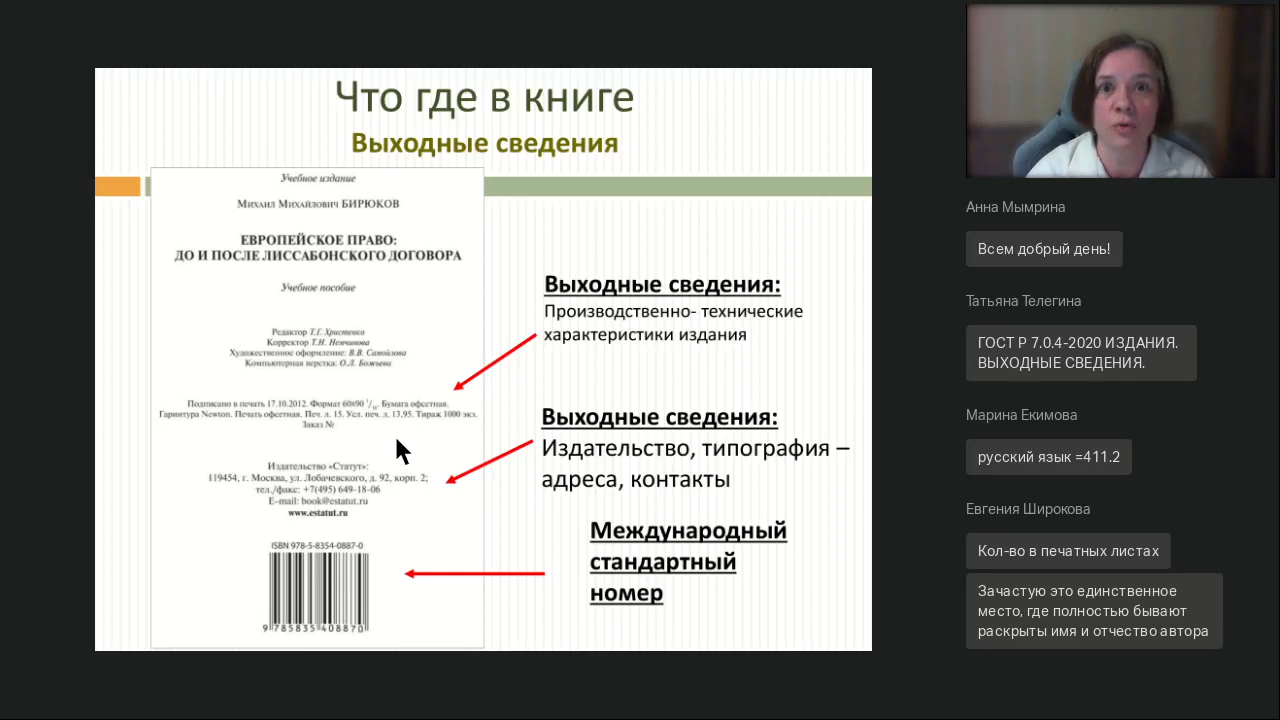 Что где в книге
Выходные сведения
Учебное издание
Михаил Михайлович БИРЮКОВ
ЕВРОПЕЙСКОЕ ПРАВО:
ДО И ПОСЛЕ ЛИССАБОНСКОГО ДОГОВОРА
Учебное пособие
Редактор Т.Г. Христенко
Корректор Т.Н. Немчинова
Художественное оформление: В.В. Самойлова
Компьютерная верстка: О.Л. Божьева
Подписано в печать 17.10.2012. Формат 60х90 1/16. Бумага офсетная.
Гарнитура Newton. Печать офсетная. Печ. л. 15. Усл. печ. л. 13,95. Тираж 1000 экз.
Заказ №
Издательство «Статут»:
119454, г. Москва, ул. Лобачевского, д. 92, корп. 2;
тел./факс: +7(495) 649-18-06
E-mail: book@estatut.ru
www.estatut.ru
ISBN 978-5-8354-0887-0
9 785835 408870
Выходные сведения:
Производственно- технические
характеристики издания
Выходные сведения:
Издательство, типография –
адреса, контакты
Международный
стандартный
номер
Анна Мымрина
Всем добрый день!
Татьяна Телегина
ГОСТ Р 7.0.4-2020 ИЗДАНИЯ.
ВЫХОДНЫЕ СВЕДЕНИЯ.
Марина Екимова
русский язык =411.2
Евгения Широкова
Кол-во в печатных листах
Зачастую это единственное
место, где полностью бывают
раскрыты имя и отчество автора